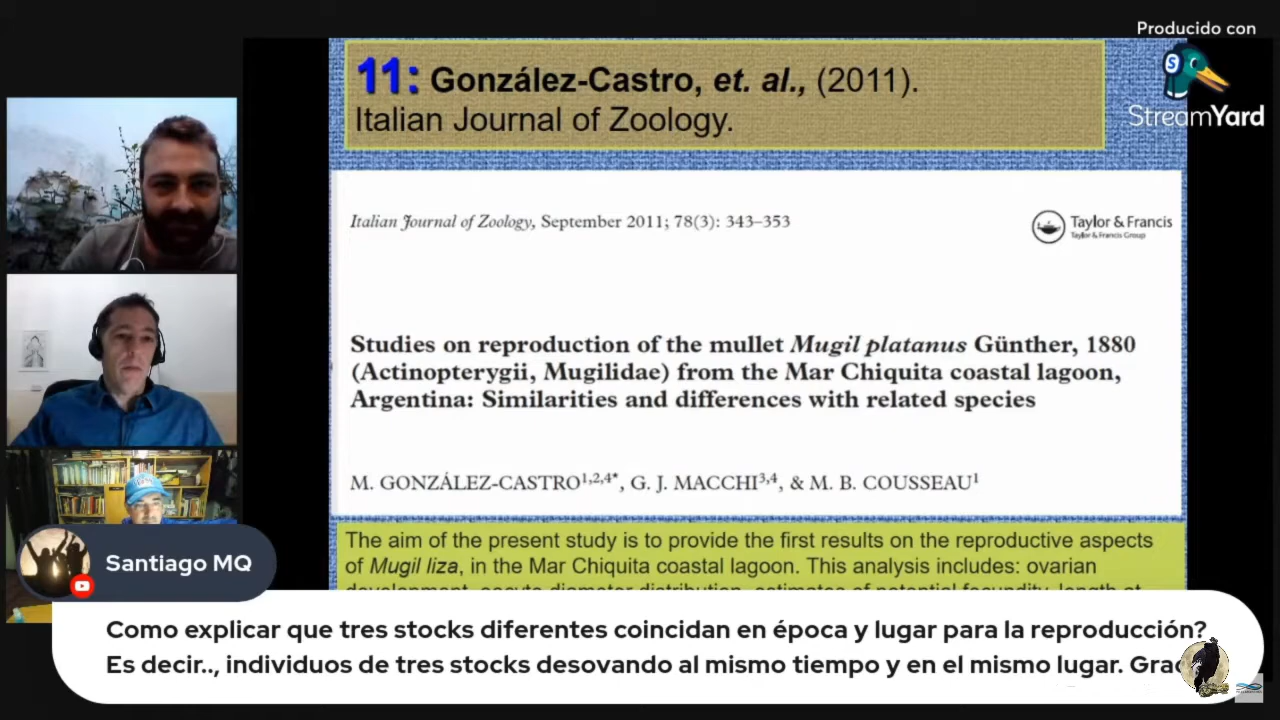 Producido con
StreamYard
11: González-Castro, et. al., (2011).
Italian Journal of Zoology.
Italian Journal of Zoology, September 2011; 78(3): 343–353
Taylor & Francis
Taylor & Francis Group
Studies on reproduction of the mullet Mugil platanus Günther, 1880
(Actinopterygii, Mugilidae) from the Mar Chiquita coastal lagoon,
Argentina: Similarities and differences with related species
M. GONZÁLEZ-CASTRO1,2,4*, G. J. MACCHI3,4, & M. B. COUSSEAU1
The aim of the present study is to provide the first results on the reproductive aspects
of Mugil liza, in the Mar Chiquita coastal lagoon. This analysis includes: ovarian
Santiago MQ
Como explicar que tres stocks diferentes coincidan en época y lugar para la reproducción?
Es decir.., individuos de tres stocks desovando al mismo tiempo y en el mismo lugar.